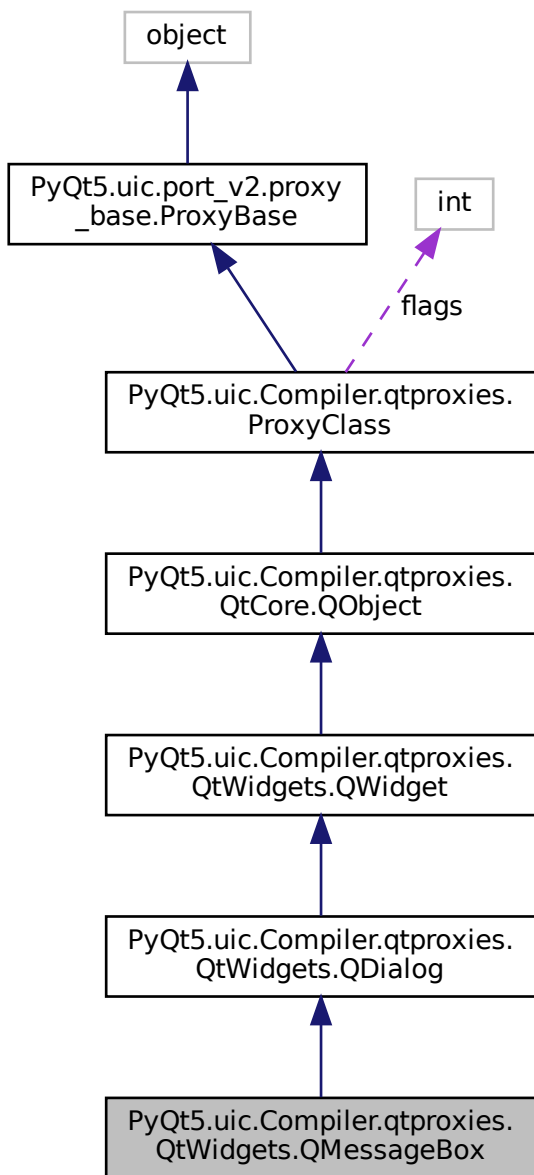 object
PyQt5.uic.port_v2.proxy
_base.ProxyBase
int
flags
PyQt5.uic.Compiler.qtproxies.
ProxyClass
PyQt5.uic.Compiler.qtproxies.
QtCore.QObject
PyQt5.uic.Compiler.qtproxies.
QtWidgets.QWidget
PyQt5.uic.Compiler.qtproxies.
QtWidgets.QDialog
PyQt5.uic.Compiler.qtproxies.
QtWidgets.QMessageBox